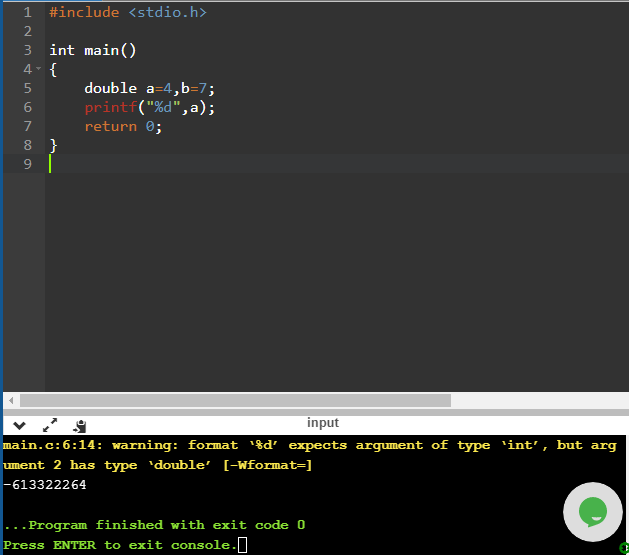 1 #include <stdio.h>
2
3 int main()
4 {
5     double a=4,b=7;
6     printf("%d",a);
7     return 0;
8 }
9
input
main.c:6:14: warning: format ‘%d’ expects argument of type ‘int’, but arg
ument 2 has type ‘double’ [-Wformat=]
-613322264
...Program finished with exit code 0
Press ENTER to exit console.